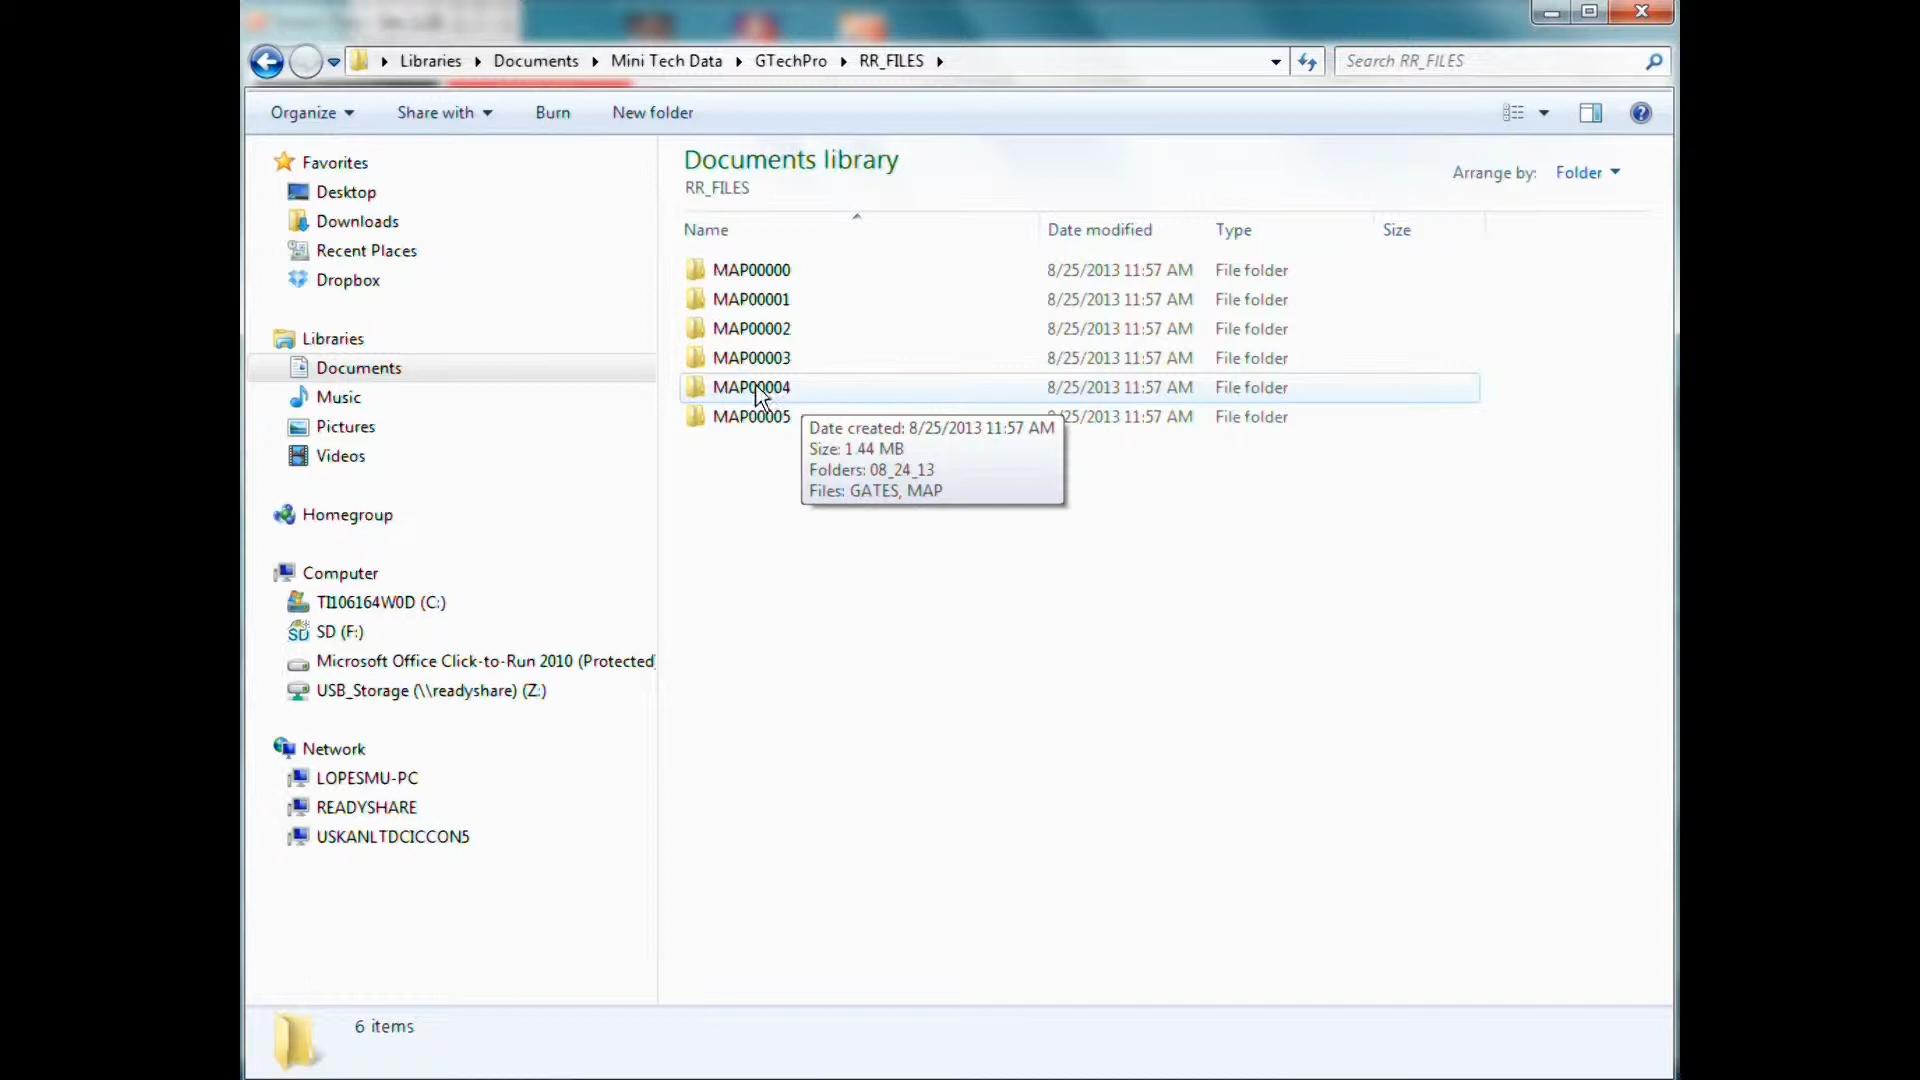 Libraries Documents Mini Tech Data GTechPro RR_FILES
Search RR_FILES
Organize Share with Burn New folder
Favorites
Desktop
Downloads
Recent Places
Dropbox
Libraries
Documents
Music
Pictures
Videos
Homegroup
Computer
TI106164W0D (C:)
SD (F:)
Microsoft Office Click-to-Run 2010 (Protected)
USB_Storage (\\readyshare) (Z:)
Network
LOPESMU-PC
READYSHARE
USKANLTDCICCON5
Documents library
RR_FILES
Arrange by: Folder
Name Date modified Type Size
MAP00000 8/25/2013 11:57 AM File folder
MAP00001 8/25/2013 11:57 AM File folder
MAP00002 8/25/2013 11:57 AM File folder
MAP00003 8/25/2013 11:57 AM File folder
MAP00004 8/25/2013 11:57 AM File folder
MAP00005 8/25/2013 11:57 AM File folder
Date created: 8/25/2013 11:57 AM
Size: 1.44 MB
Folders: 08_24_13
Files: GATES, MAP
6 items